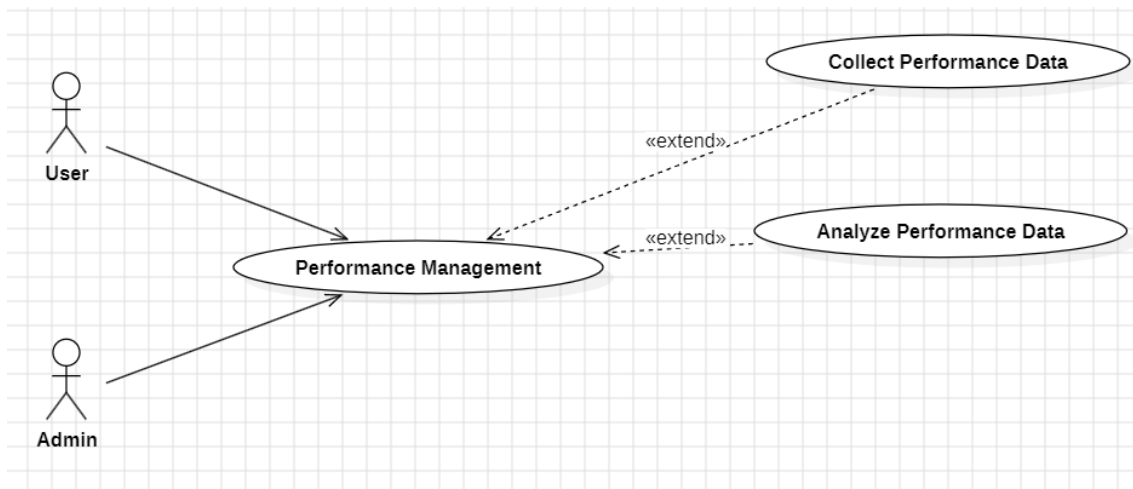 Collect Performance Data
«extend»
User
Analyze Performance Data
«extend»
Performance Management
Admin